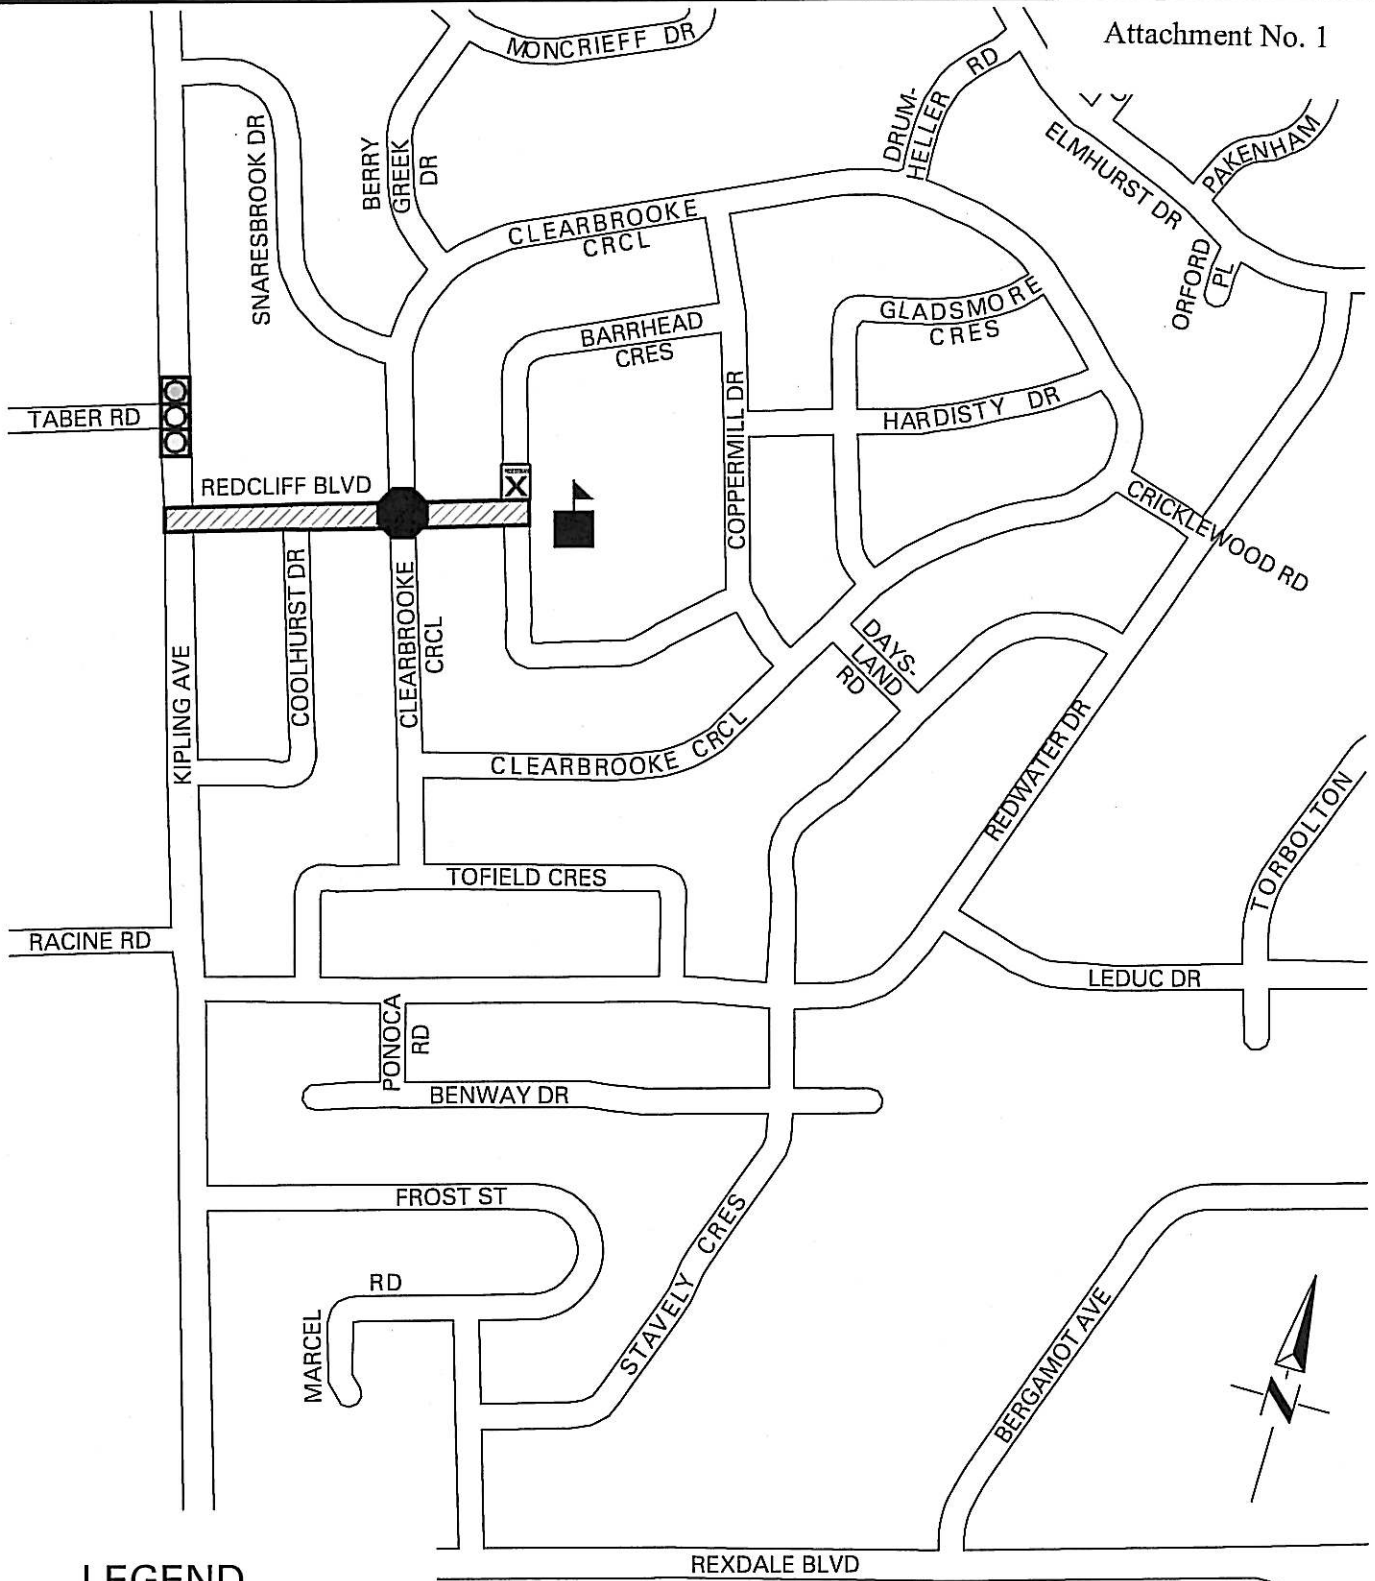 Attachment No. 1
MONCRIEFF DR
DRUM-
HELLER RD
SNARESBROOK DR
BERRY
GREEK
DR
ELMHURST DR
PAKENHAM
CLEARBROOKE
CRCL
ORFORD
PL
GLADSMORE
CRES
BARRHEAD
CRES
COPPERMILL DR
HARDISTY DR
TABER RD
REDCLIFF BLVD
X
CRICKLEWOOD RD
COOLHURST DR
CLEARBROOKE
CRCL
KIPLING AVE
DAYS-
LAND
RD
CLEARBROOKE CRCL
REDWATER DR
TORBOLTON
TOFIELD CRES
RACINE RD
LEDUC DR
PONOCA
RD
BENWAY DR
FROST ST
STAVELY CRES
MARCEL
RD
BERGAMOT AVE
N
REXDALE BLVD
LEGEND